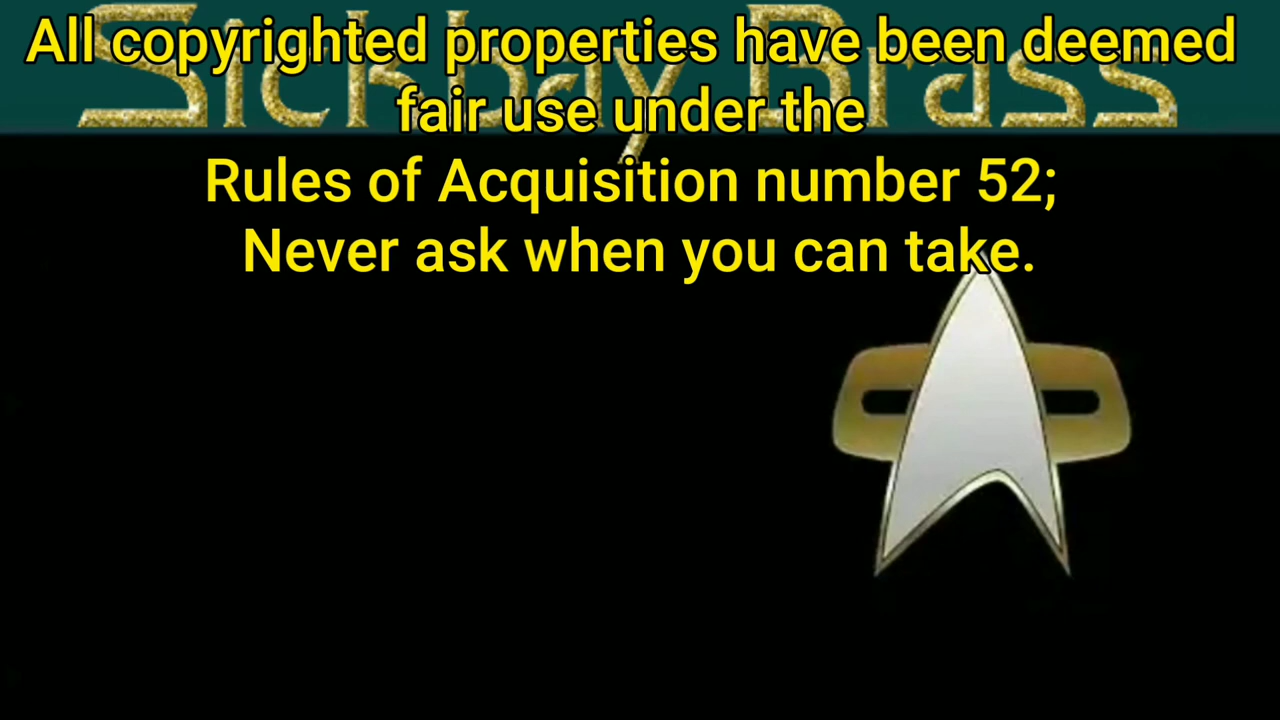 Sickbay Brass
All copyrighted properties have been deemed
fair use under the
Rules of Acquisition number 52;
Never ask when you can take.